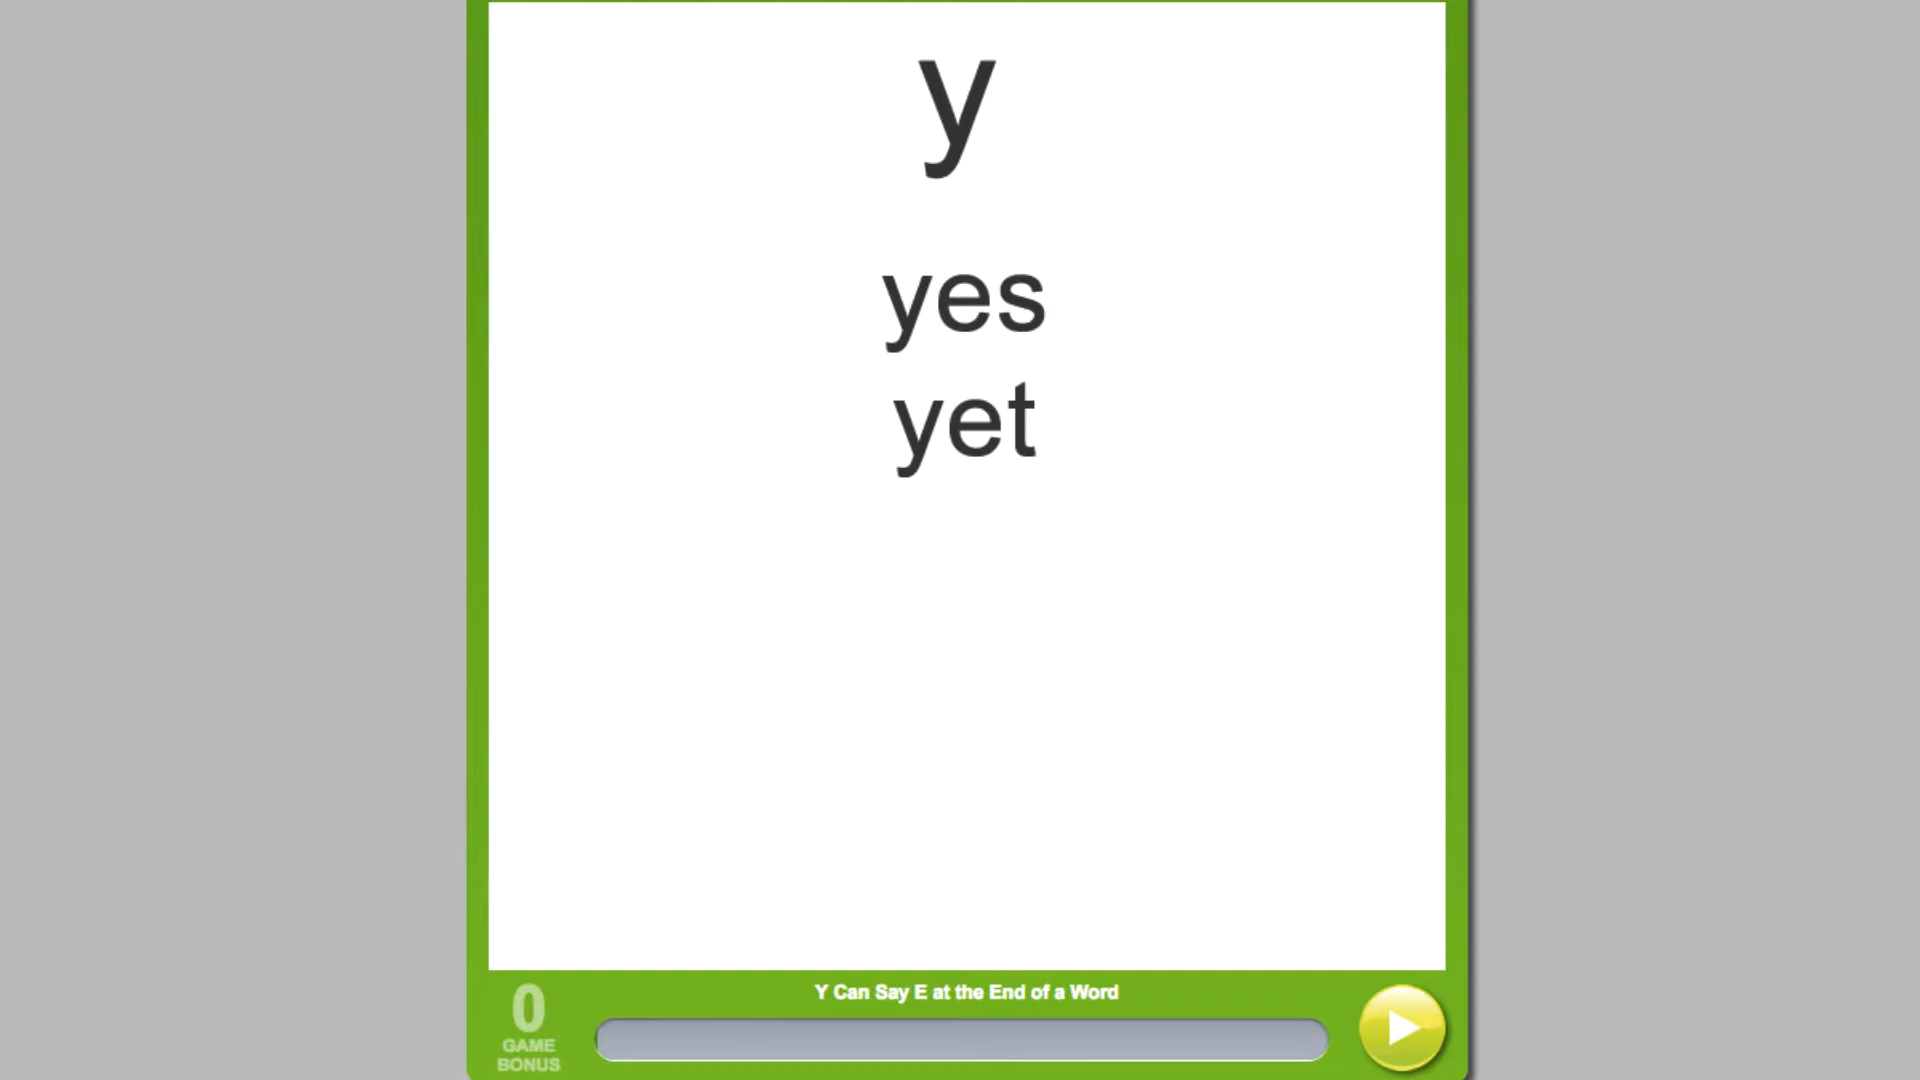 y
yes
yet
Y Can Say E at the End of a Word
0
GAME
BONUS